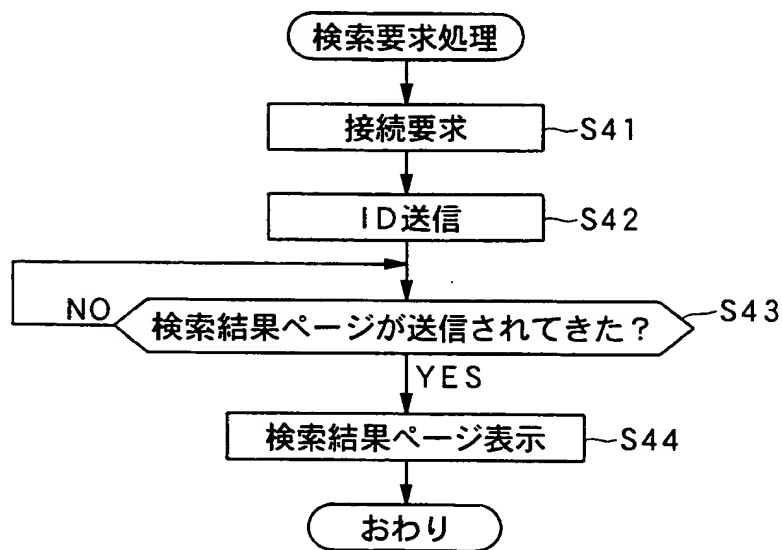 検索要求処理
接続要求
S41
ID送信
S42
NO
検索結果ページが送信されてきた?
S43
YES
検索結果ページ表示
S44
おわり